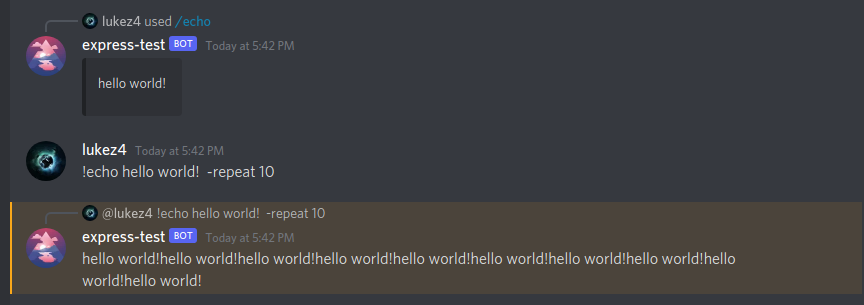 lukez4 used /echo
express-test BOT Today at 5:42 PM
hello world!
lukez4 Today at 5:42 PM
!echo hello world!  -repeat 10
@lukez4 !echo hello world!  -repeat 10
express-test BOT Today at 5:42 PM
hello world!hello world!hello world!hello world!hello world!hello world!hello world!hello world!hello
world!hello world!